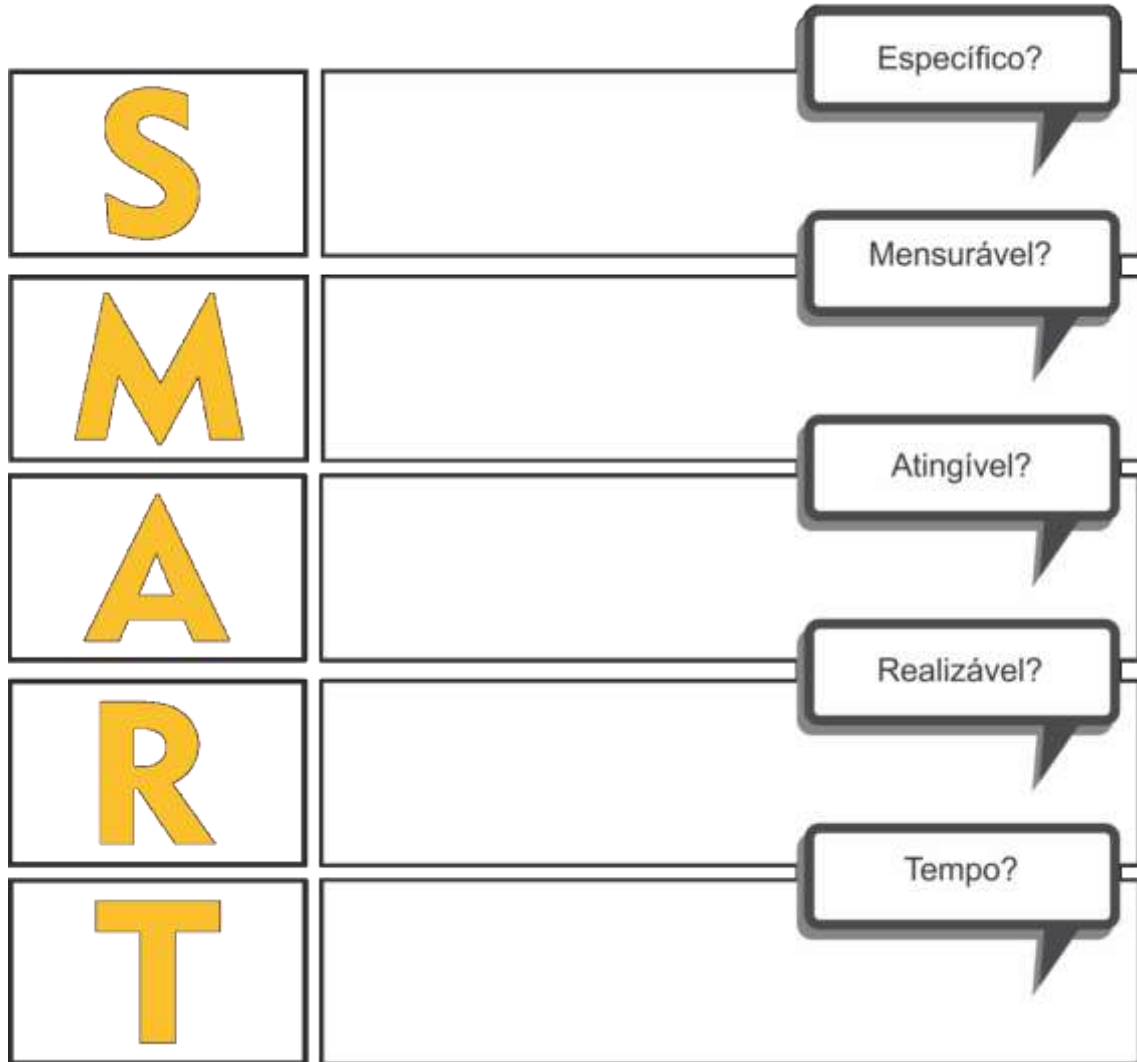 Específico?
S
Mensurável?
M
Atingível?
A
Realizável?
R
Tempo?
T